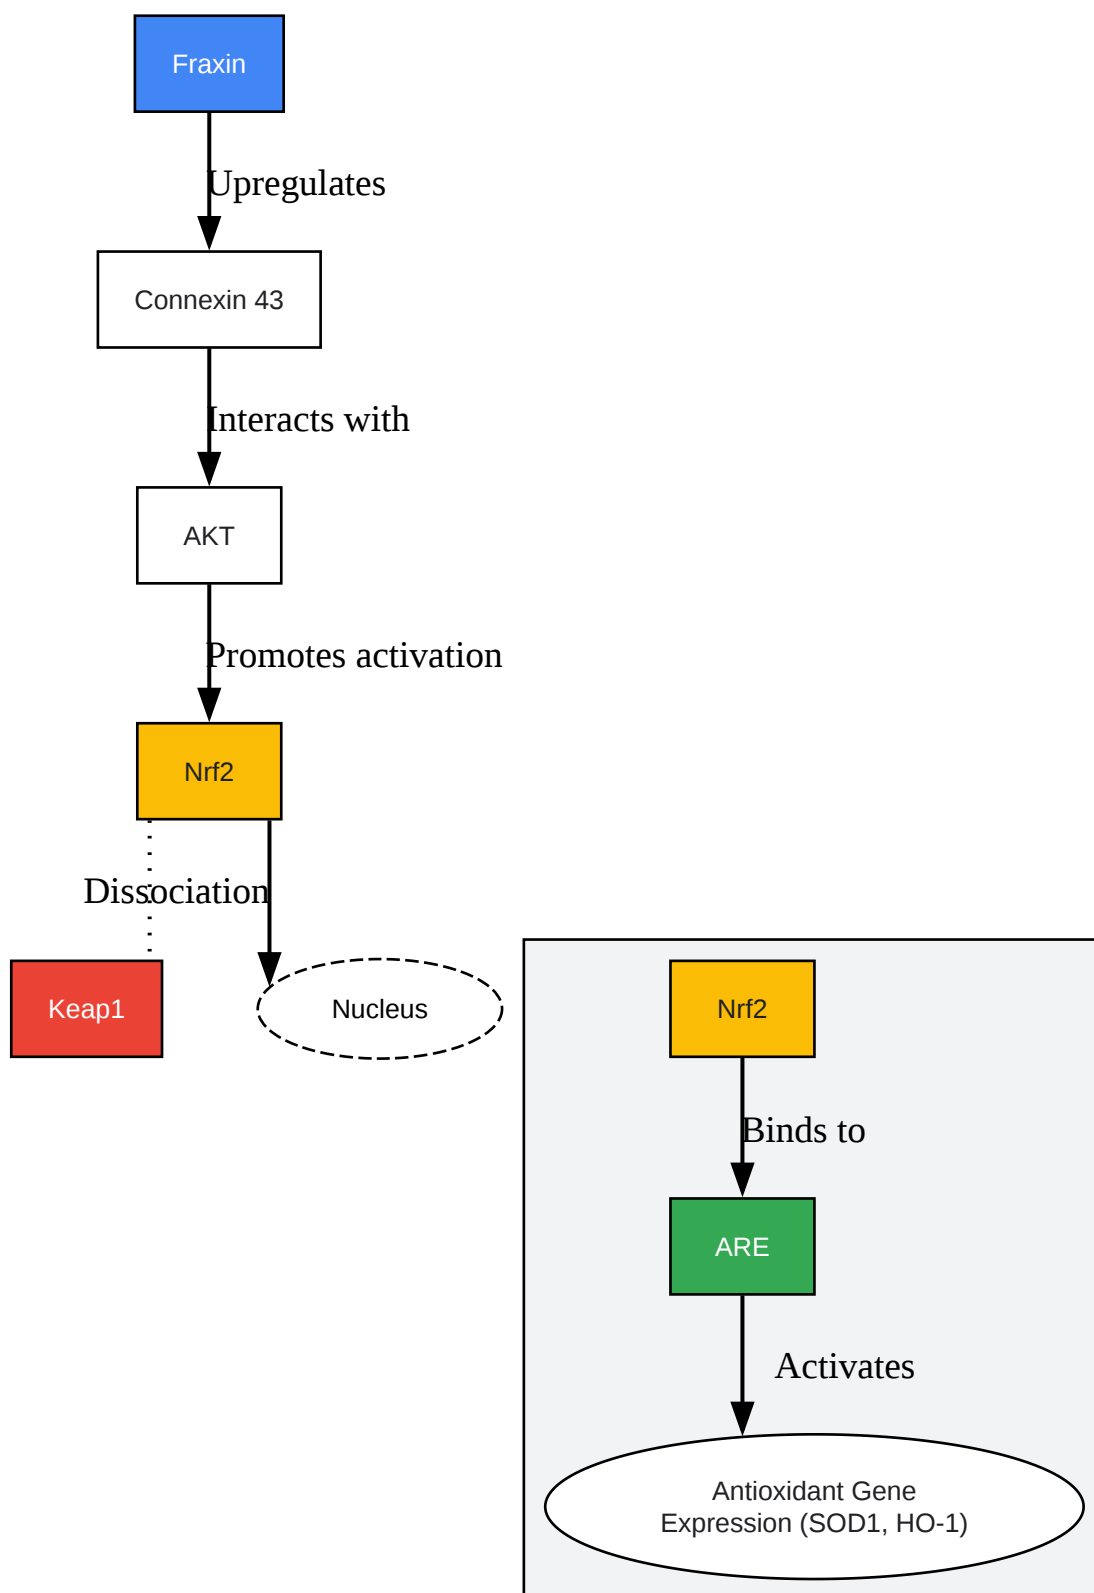 Fraxin
Upregulates
Connexin 43
Interacts with
AKT
Promotes activation
Nrf2
Dissociation
Keap1
Nucleus
Nrf2
Binds to
ARE
Activates
Antioxidant Gene
Expression (SOD1, HO-1)